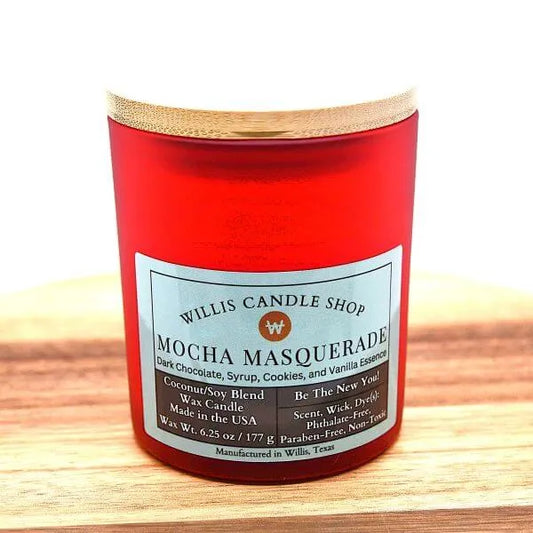 WILLIS CANDLE SHOP
W
MOCHA MASQUERADE
Dark Chocolate, Syrup, Cookies, and Vanilla Essence
Coconut/Soy Blend
Wax Candle
Made in the USA
Wax Wt. 6.25 oz / 177 g
Be The New You!
Scent, Wick, Dye(s):
Phthalate-Free,
Paraben-Free, Non-Toxic
Manufactured in Willis, Texas